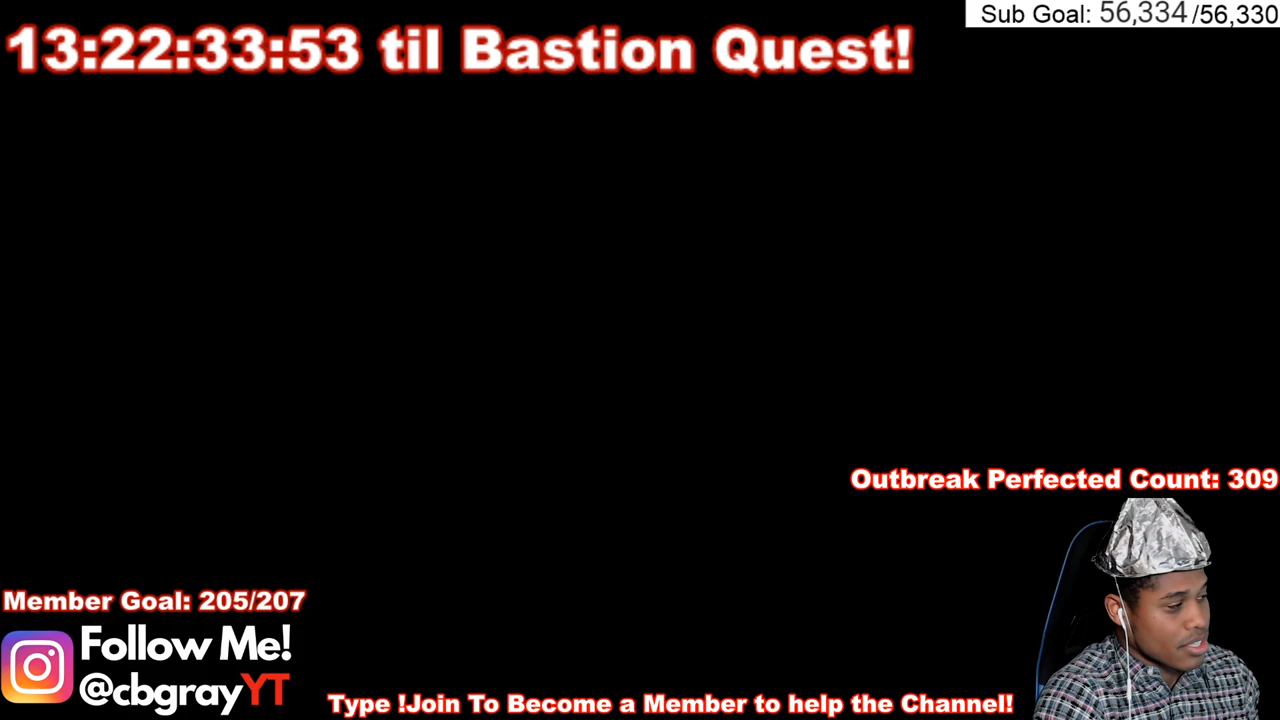 Sub Goal: 56,334 /56,330
13:22:33:53 til Bastion Quest!
Outbreak Perfected Count: 309
Member Goal: 205/207
Follow Me!
@cbgrayYT
Type !Join To Become a Member to help the Channel!